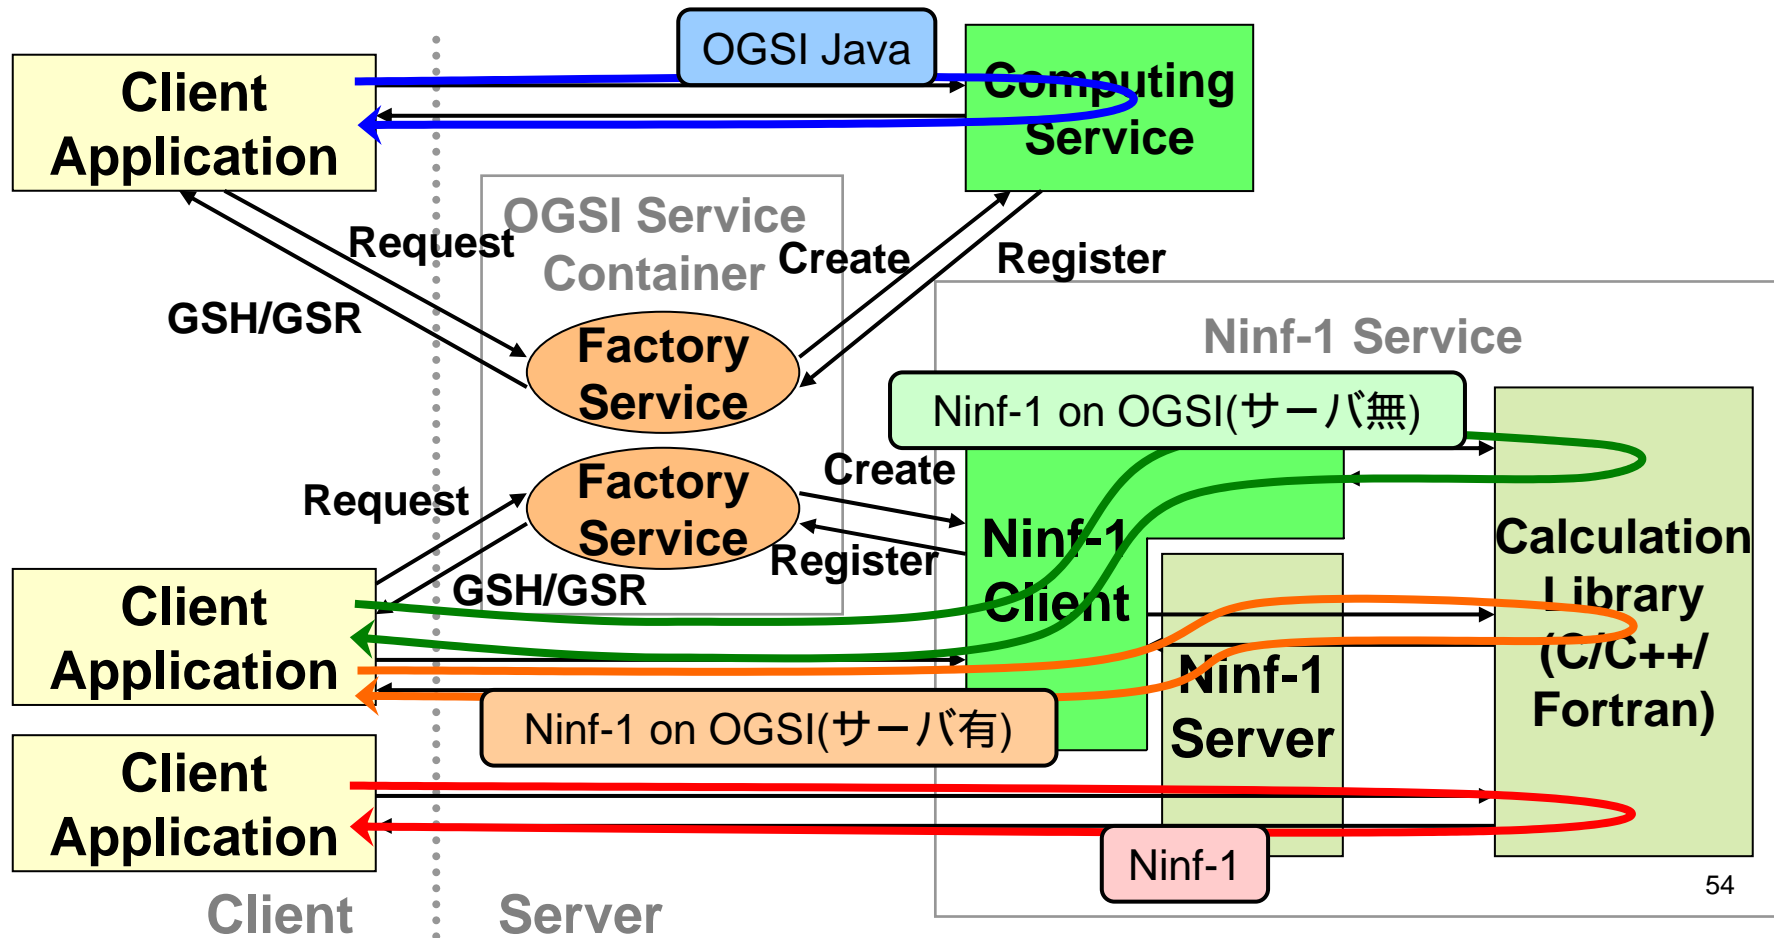 OGSI Java
Client
Application
Computing
Service
OGSI Service
Container
Request
GSH/GSR
Create
Register
Factory
Service
Ninf-1 Service
Ninf-1 on OGSI(サーバ無)
Factory
Service
Request
GSH/GSR
Create
Register
Ninf-1
Client
Calculation
Library
(C/C++/
Fortran)
Client
Application
Ninf-1
Server
Ninf-1 on OGSI(サーバ有)
Client
Application
Ninf-1
54
Client
Server